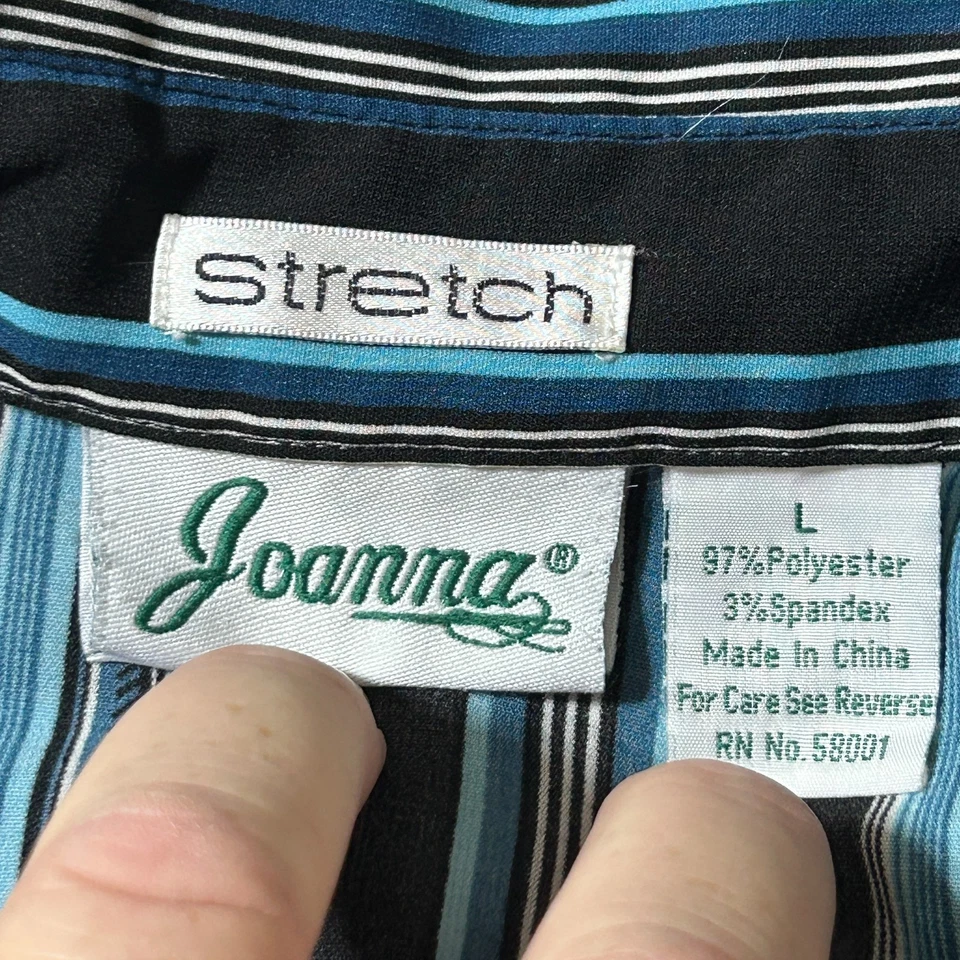 stretch
Joanna®
L
97%Polyester
3%Spandex
Made In China
For Care See Reverse
RN No.58001